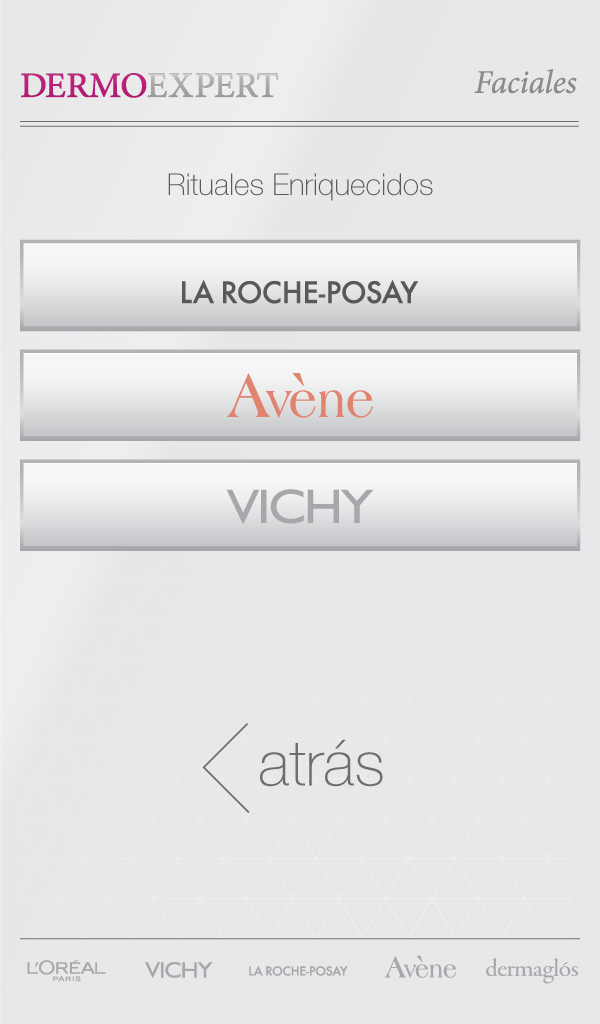 DERMOEXPERT
Faciales
Rituales Enriquecidos
LA ROCHE-POSAY
Avène
VICHY
atrás
L'ORÉAL
PARiS
VICHY
LA ROCHE-POSAY
Avène
dermaglós